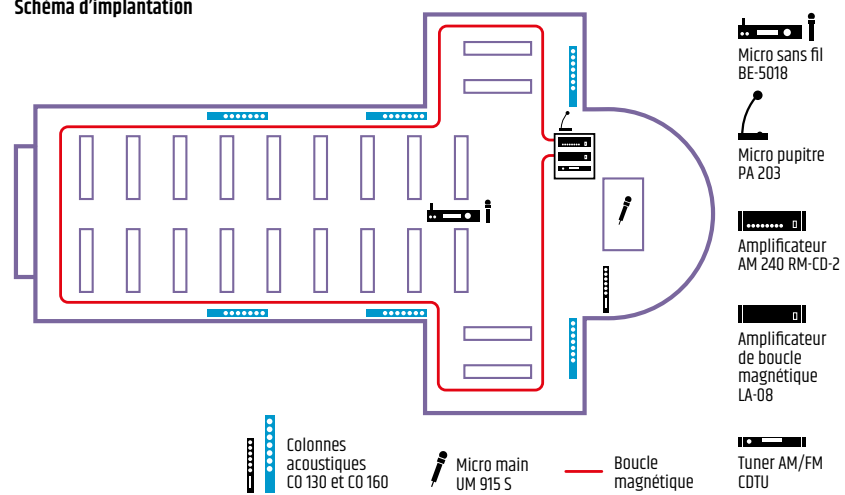 Schéma d'implantation
Micro sans fil
BE-5018
Micro pupitre
PA 203
Amplificateur
AM 240 RM-CD-2
Amplificateur
de boucle
magnétique
LA-08
Tuner AM/FM
CDTU
Colonnes
acoustiques
CO 130 et CO 160
Micro main
UM 915 S
Boucle
magnétique